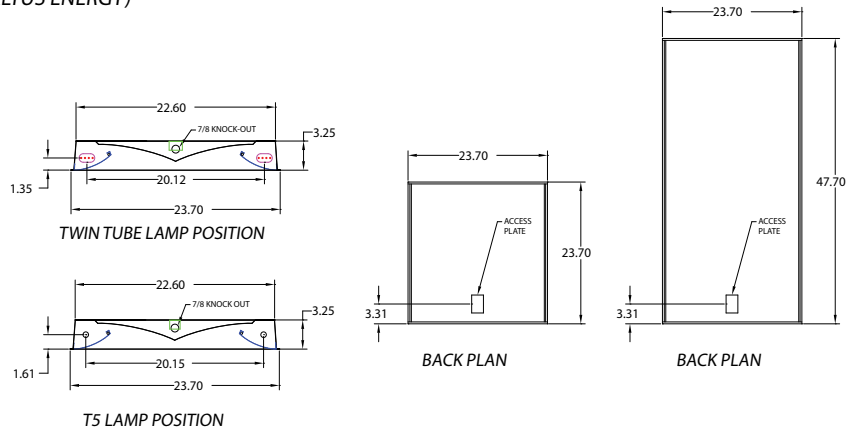 22.60
7/8 KNOCK-OUT
3.25
1.35
20.12
23.70
TWIN TUBE LAMP POSITION
22.60
7/8 KNOCK OUT
3.25
1.61
20.15
23.70
T5 LAMP POSITION
23.70
ACCESS
PLATE
23.70
3.31
BACK PLAN
23.70
47.70
ACCESS
PLATE
3.31
BACK PLAN